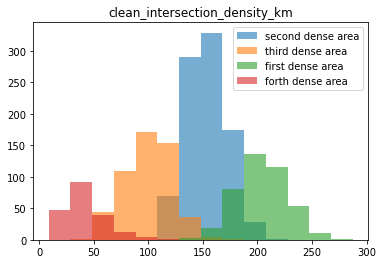 clean_intersection_density_km
second dense area
third dense area
first dense area
forth dense area
300
250
200
150
100
50
0
0 50 100 150 200 250 300